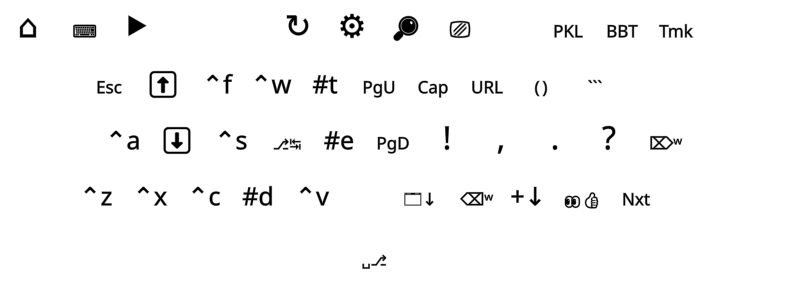 ⌂ ⌨ ▶ ↻ ⚙ 🔎 PKL BBT Tmk
Esc ⬆ ^f ^w #t PgU Cap URL () ```
^a ⬇ ^s ⎇↹ #e PgD ! , . ? ⌦w
^z ^x ^c #d ^v 🗔↓ ⌫w +↓ 👀👍 Nxt
␣⎇